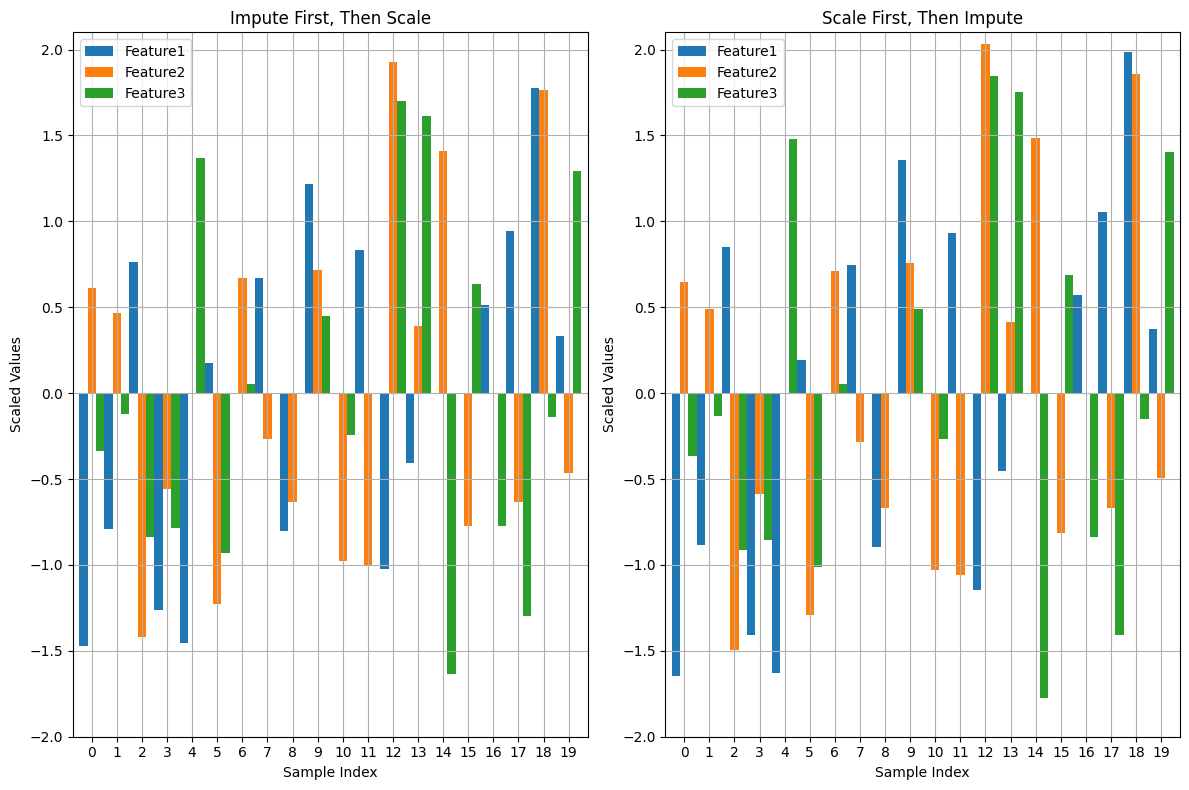 Impute First, Then Scale
Feature1
Feature2
Feature3
2.0
1.5
1.0
0.5
0.0
−0.5
−1.0
−1.5
−2.0
Scaled Values
0 1 2 3 4 5 6 7 8 9 10 11 12 13 14 15 16 17 18 19
Sample Index
Scale First, Then Impute
Feature1
Feature2
Feature3
2.0
1.5
1.0
0.5
0.0
−0.5
−1.0
−1.5
−2.0
Scaled Values
0 1 2 3 4 5 6 7 8 9 10 11 12 13 14 15 16 17 18 19
Sample Index